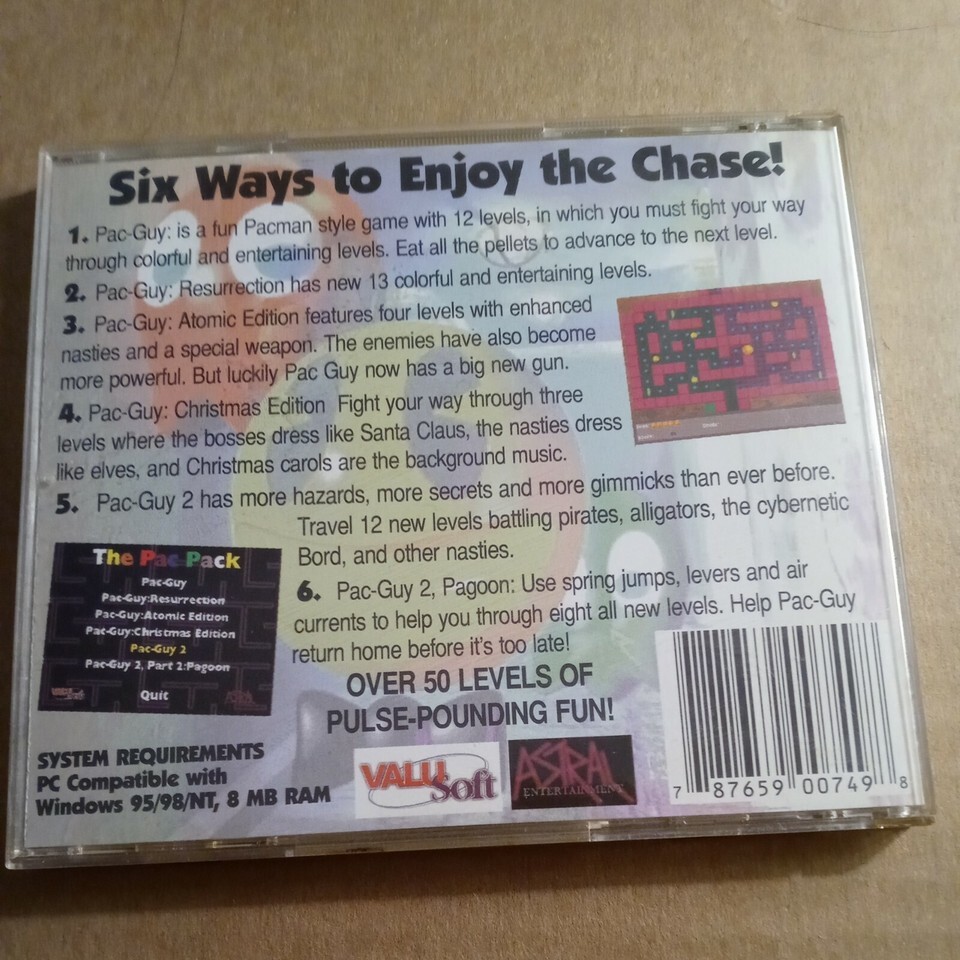 Six Ways to Enjoy the Chase!
1. Pac-Guy: is a fun Pacman style game with 12 levels, in which you must fight your way
through colorful and entertaining levels. Eat all the pellets to advance to the next level.
2. Pac-Guy: Resurrection has new 13 colorful and entertaining levels.
3. Pac-Guy: Atomic Edition features four levels with enhanced
nasties and a special weapon. The enemies have also become
more powerful. But luckily Pac Guy now has a big new gun.
4. Pac-Guy: Christmas Edition Fight your way through three
levels where the bosses dress like Santa Claus, the nasties dress
like elves, and Christmas carols are the background music.
5. Pac-Guy 2 has more hazards, more secrets and more gimmicks than ever before.
Travel 12 new levels battling pirates, alligators, the cybernetic
Bord, and other nasties.
6. Pac-Guy 2, Pagoon: Use spring jumps, levers and air
currents to help you through eight all new levels. Help Pac-Guy
return home before it's too late!
The Pac Pack
Pac-Guy
Pac-Guy:Resurrection
Pac-Guy:Atomic Edition
Pac-Guy:Christmas Edition
Pac-Guy 2
Pac-Guy 2, Part 2:Pagoon
Quit
OVER 50 LEVELS OF
PULSE-POUNDING FUN!
SYSTEM REQUIREMENTS
PC Compatible with
Windows 95/98/NT, 8 MB RAM
VALU Soft
ASTRAL
ENTERTAINMENT
7 87659 00749 8